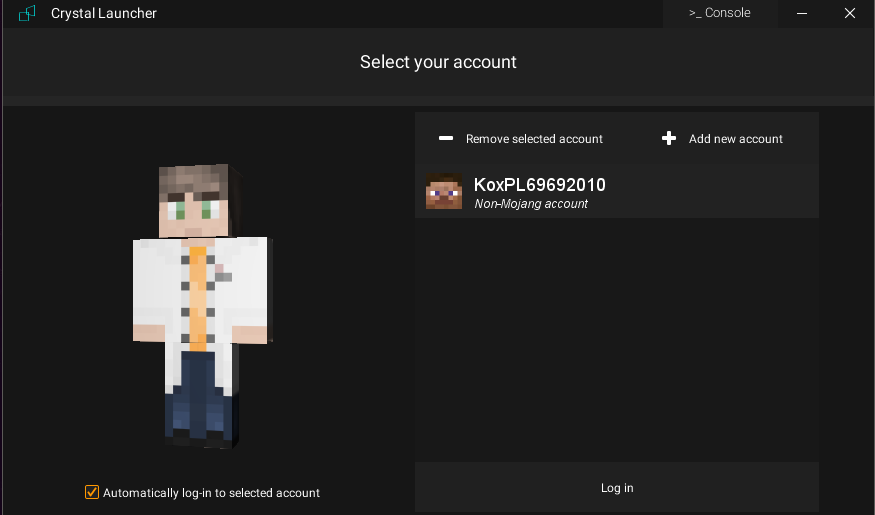 Crystal Launcher
>_ Console
Select your account
Remove selected account
Add new account
KoxPL69692010
Non-Mojang account
Automatically log-in to selected account
Log in